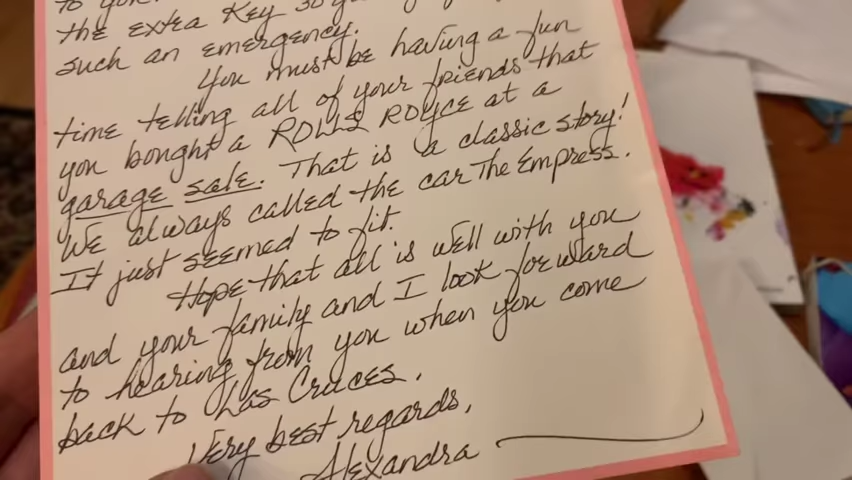 to you
the extra key 30 y
such an emergency.
You must be having a fun
time telling all of your friends that
you bought a ROLLS ROYCE at a
garage sale. That is a classic story!
We always called the car The Empress.
It just seemed to fit.
Hope that all is well with you
and your family and I look forward
to hearing from you when you come
back to Las Cruces.
Very best regards,
Alexandra